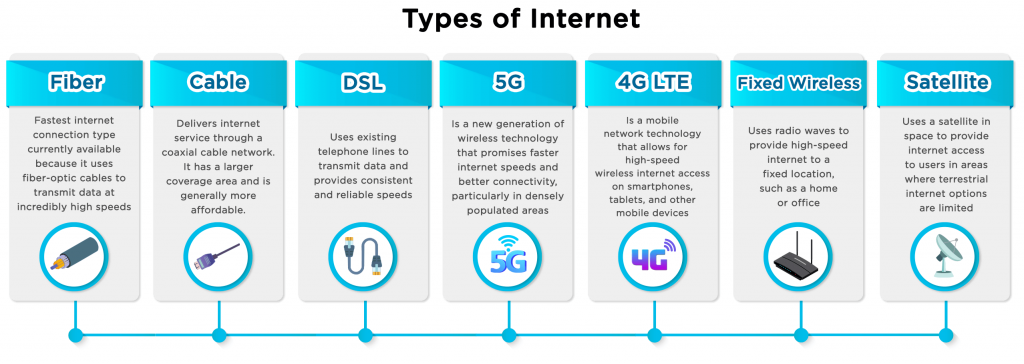 Types of Internet
Fiber
Fastest internet
connection type
currently available
because it uses
fiber-optic cables to
transmit data at
incredibly high speeds
Cable
Delivers internet
service through a
coaxial cable network.
It has a larger
coverage area and is
generally more
affordable.
DSL
Uses existing
telephone lines to
transmit data and
provides consistent
and reliable speeds
5G
Is a new generation of
wireless technology
that promises faster
internet speeds and
better connectivity,
particularly in densely
populated areas
5G
4G LTE
Is a mobile
network technology
that allows for
high-speed
wireless internet access
on smartphones,
tablets, and other
mobile devices
4G
Fixed Wireless
Uses radio waves to
provide high-speed
internet to a
fixed location,
such as a home
or office
Satellite
Uses a satellite in
space to provide
internet access
to users in areas
where terrestrial
internet options
are limited